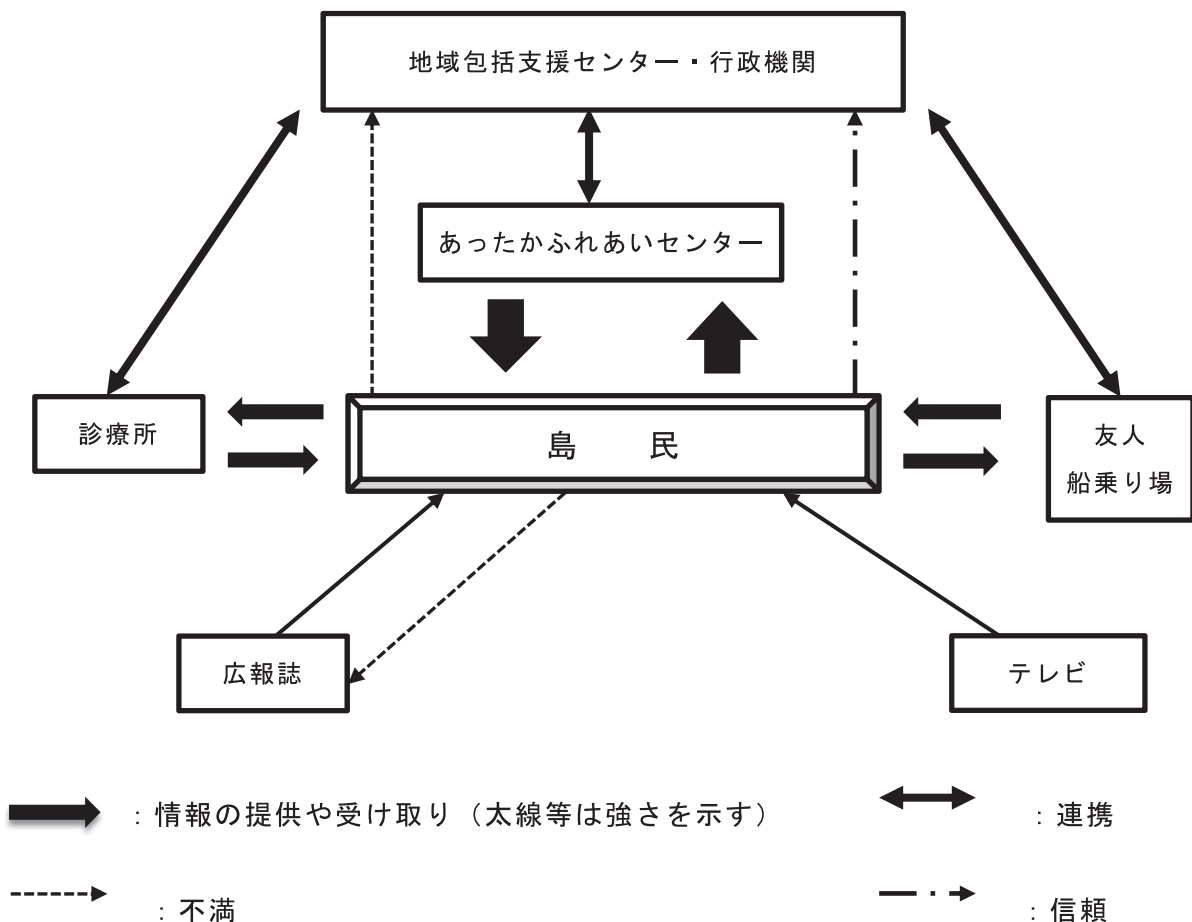 地域包括支援センター・行政機関
あったかふれあいセンター
診療所
島 民
友人
船乗り場
広報誌
テレビ
：情報の提供や受け取り（太線等は強さを示す）
：連携
：不満
：信頼